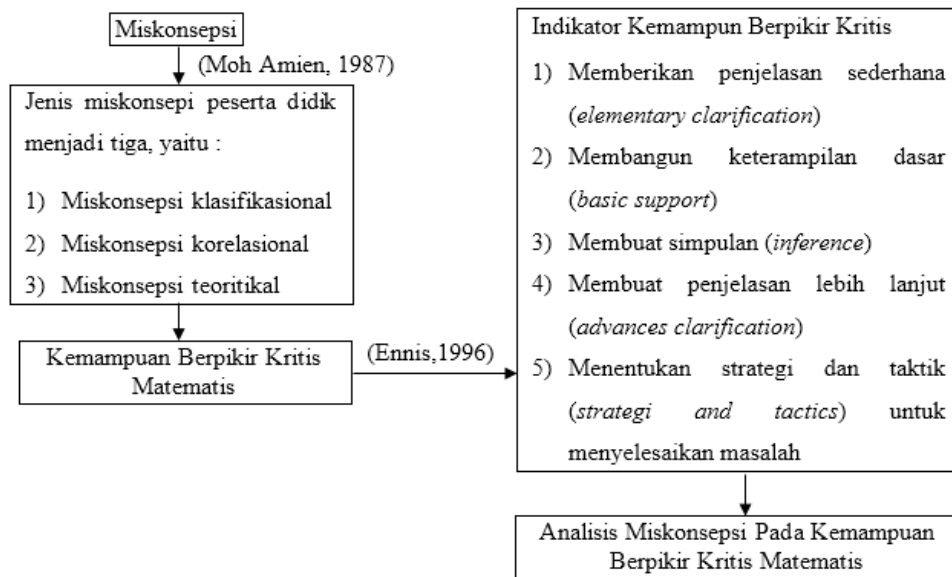 Miskonsepsi
(Moh Amien, 1987)
Jenis miskonsepi peserta didik
menjadi tiga, yaitu :
1) Miskonsepsi klasifikasional
2) Miskonsepsi korelasional
3) Miskonsepsi teoritikal
Kemampuan Berpikir Kritis
Matematis
(Ennis,1996)
Indikator Kemampun Berpikir Kritis
1) Memberikan penjelasan sederhana
(elementary clarification)
2) Membangun keterampilan dasar
(basic support)
3) Membuat simpulan (inference)
4) Membuat penjelasan lebih lanjut
(advances clarification)
5) Menentukan strategi dan taktik
(strategi and tactics) untuk
menyelesaikan masalah
Analisis Miskonsepsi Pada Kemampuan
Berpikir Kritis Matematis